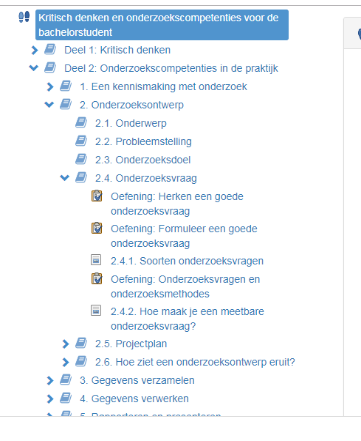 Kritisch denken en onderzoekscompetenties voor de
bachelorstudent
Deel 1: Kritisch denken
Deel 2: Onderzoekscompetenties in de praktijk
1. Een kennismaking met onderzoek
2. Onderzoeksontwerp
2.1. Onderwerp
2.2. Probleemstelling
2.3. Onderzoeksdoel
2.4. Onderzoeksvraag
Oefening: Herken een goede
onderzoeksvraag
Oefening: Formuleer een goede
onderzoeksvraag
2.4.1. Soorten onderzoeksvragen
Oefening: Onderzoeksvragen en
onderzoeksmethodes
2.4.2. Hoe maak je een meetbare
onderzoeksvraag?
2.5. Projectplan
2.6. Hoe ziet een onderzoeksontwerp eruit?
3. Gegevens verzamelen
4. Gegevens verwerken
5. Rapporteren en presenteren